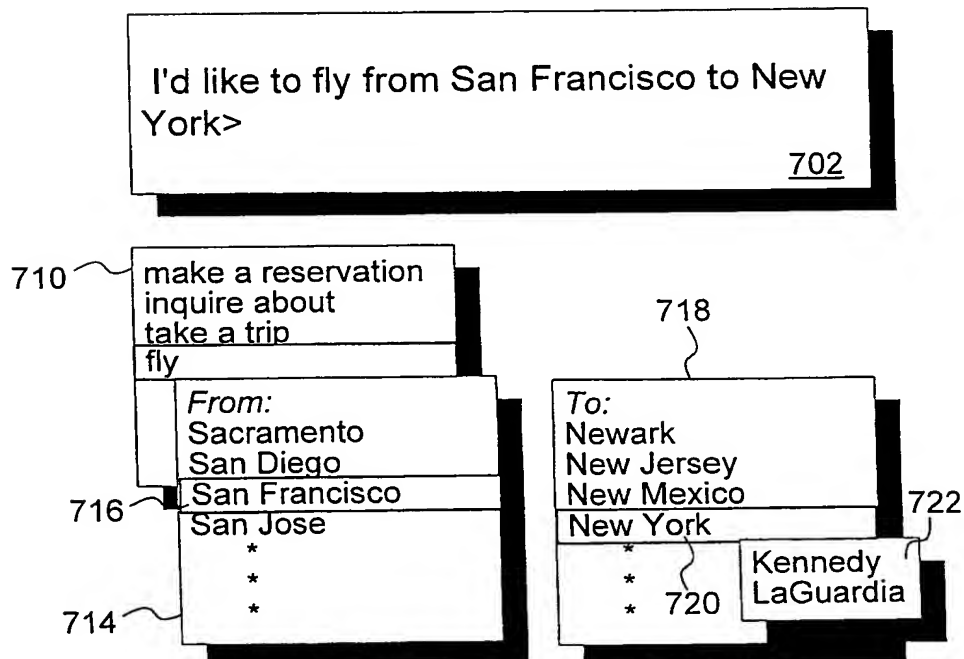 I'd like to fly from San Francisco to New
York>
702
710
make a reservation
inquire about
take a trip
fly
From:
Sacramento
San Diego
716
San Francisco
San Jose
*
*
*
714
718
To:
Newark
New Jersey
New Mexico
New York
*
*
*
720
722
Kennedy
LaGuardia